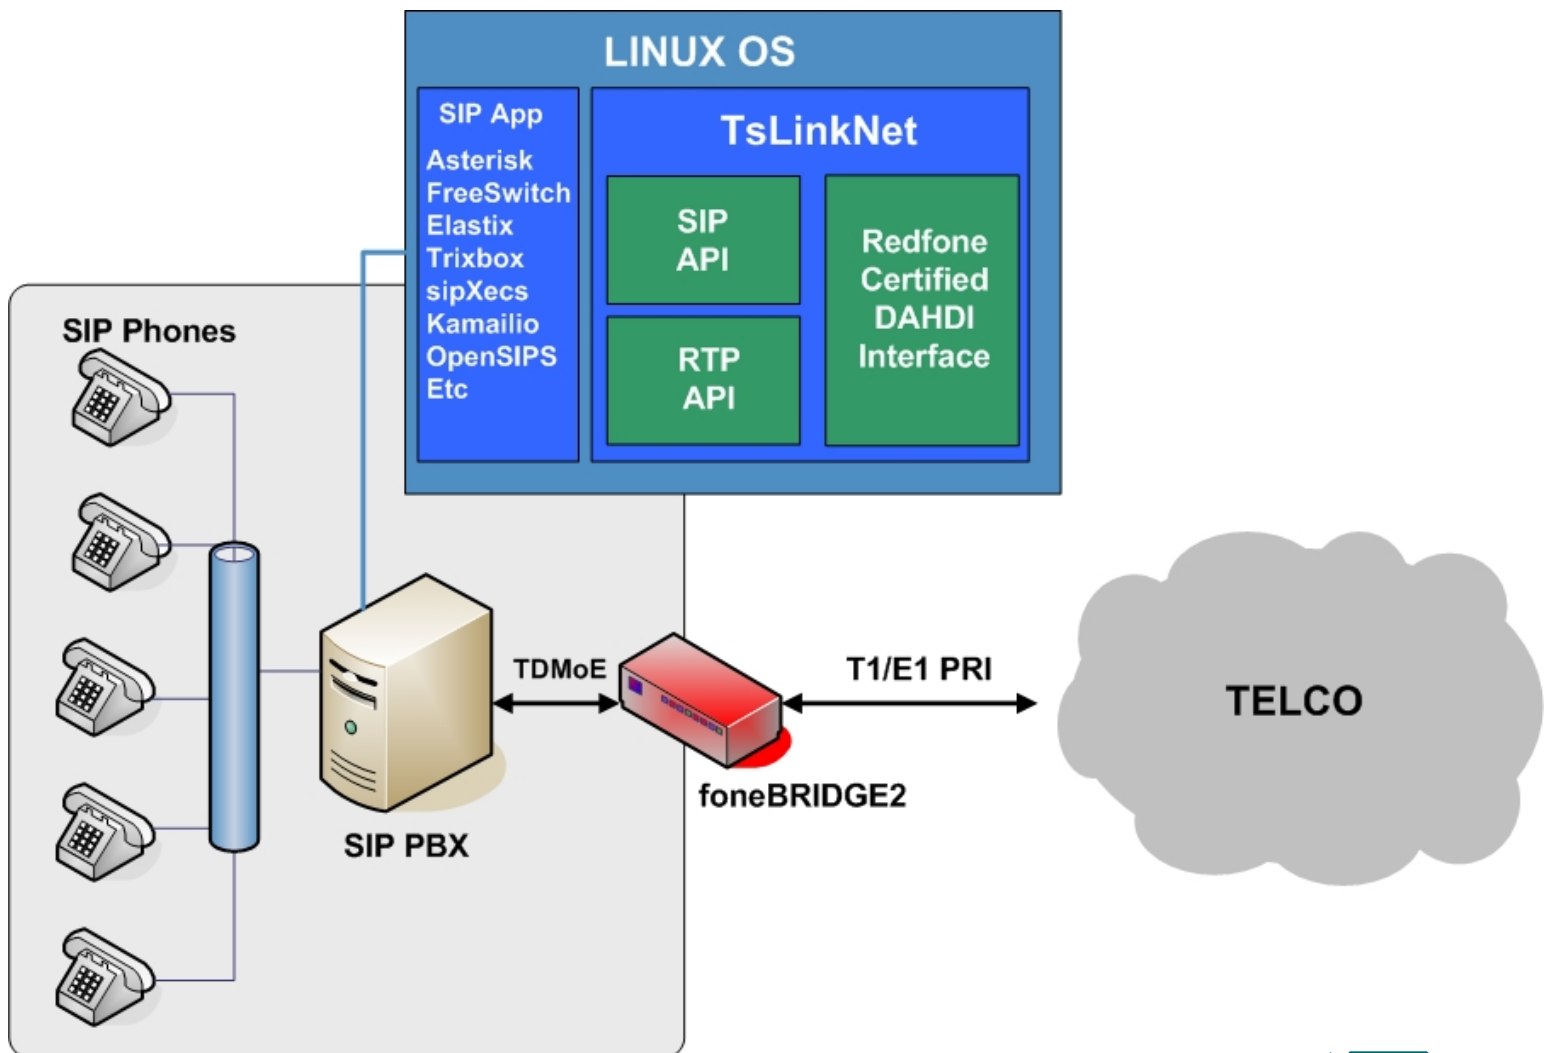 LINUX OS
SIP App
Asterisk
FreeSwitch
Elastix
Trixbox
sipXecs
Kamailio
OpenSIPS
Etc
TsLinkNet
SIP
API
RTP
API
Redfone
Certified
DAHDI
Interface
SIP Phones
SIP PBX
TDMoE
foneBRIDGE2
T1/E1 PRI
TELCO